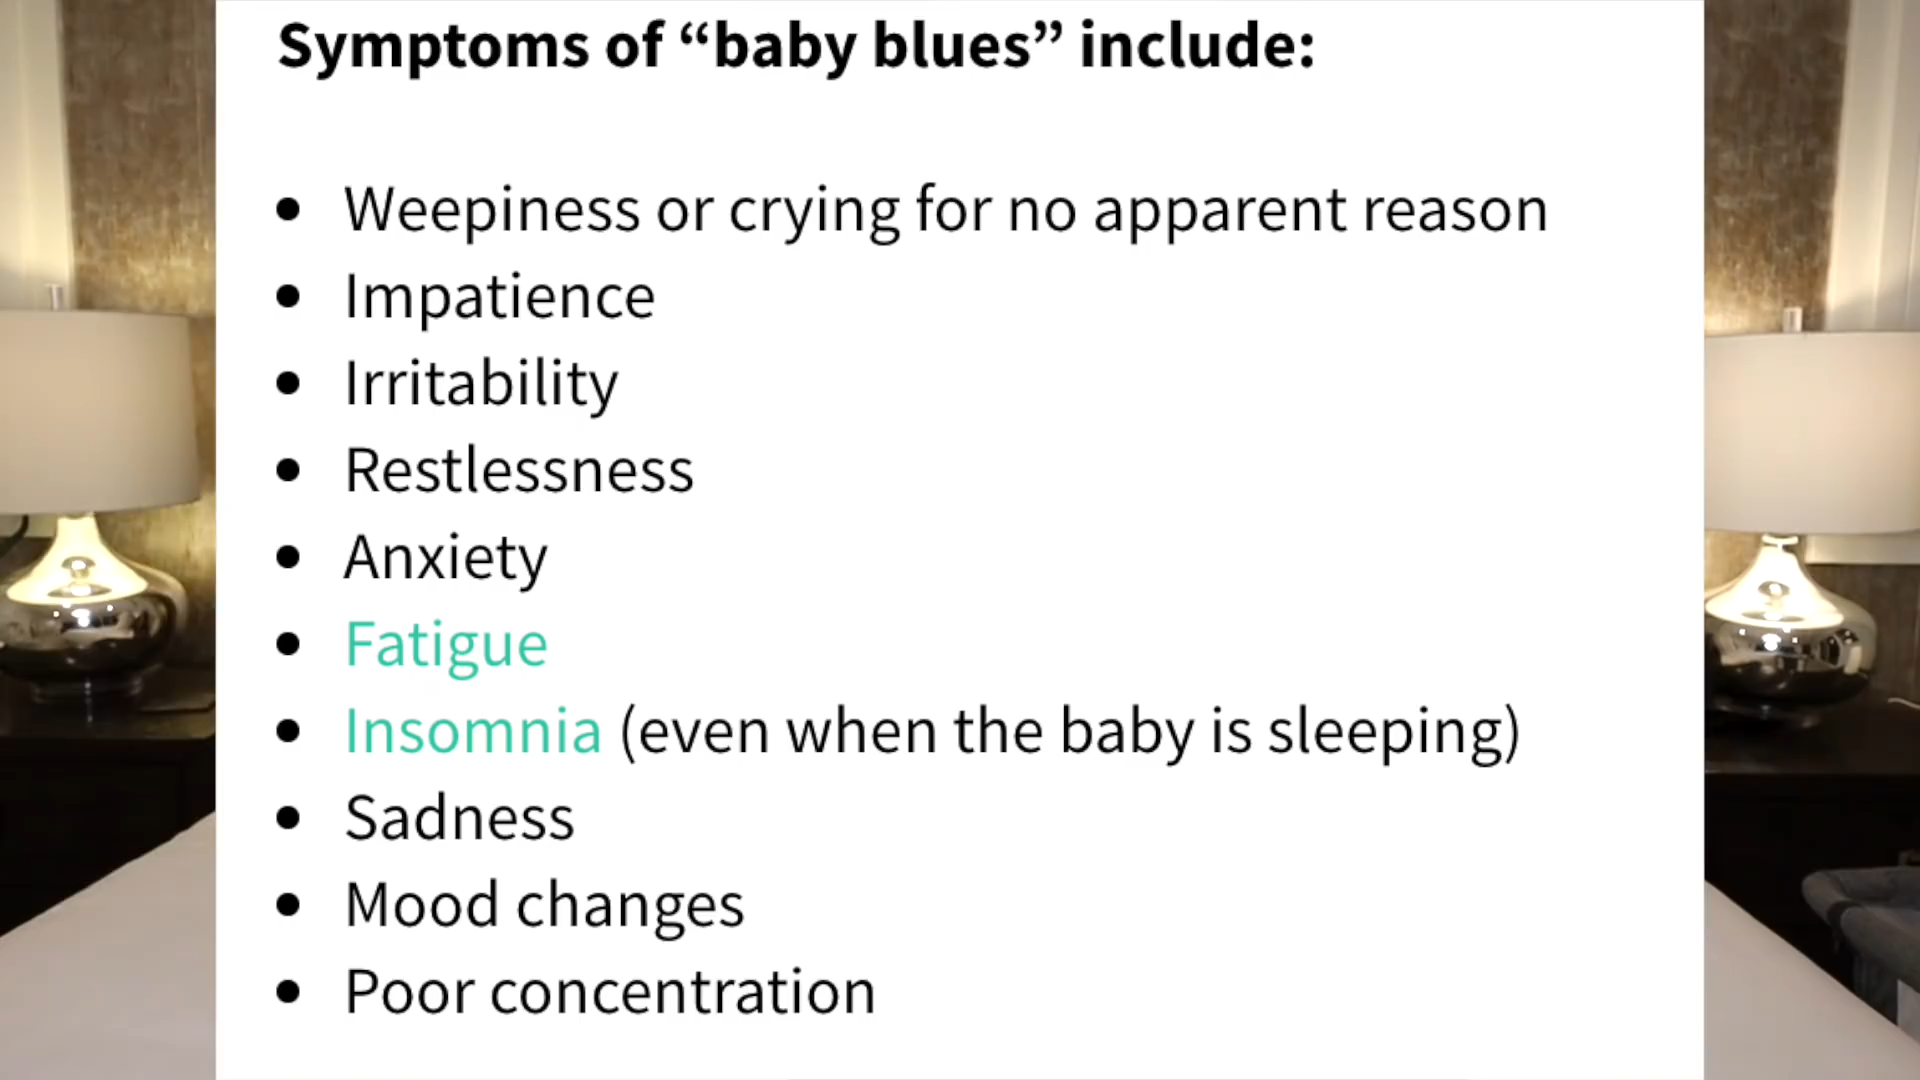 Symptoms of “baby blues” include:
• Weepiness or crying for no apparent reason
• Impatience
• Irritability
• Restlessness
• Anxiety
• Fatigue
• Insomnia (even when the baby is sleeping)
• Sadness
• Mood changes
• Poor concentration